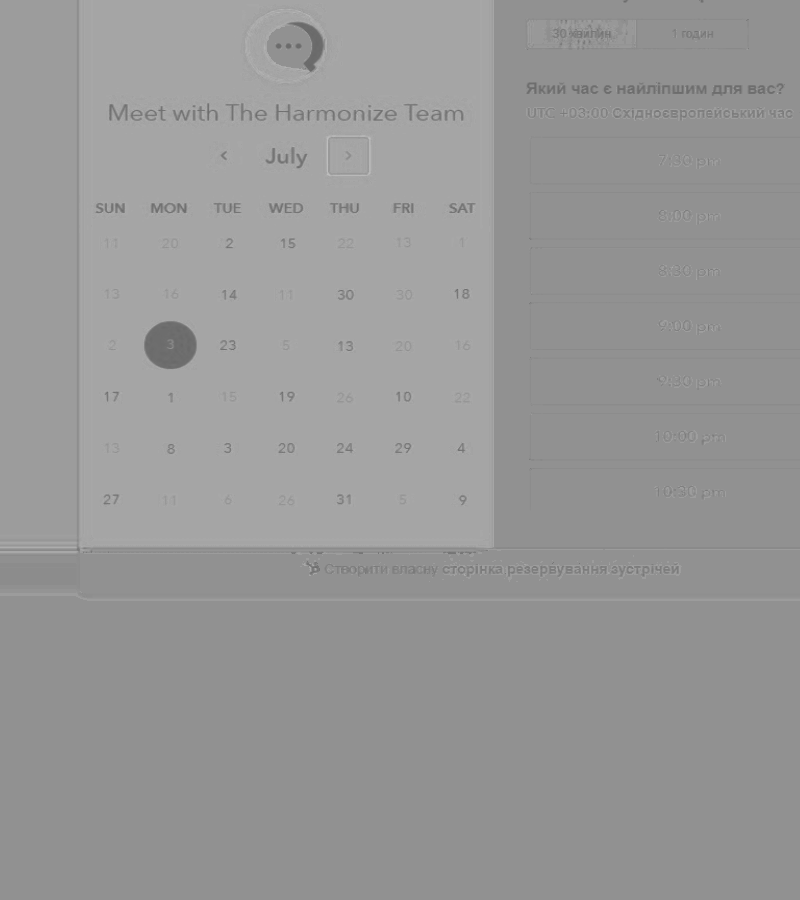 30 хвилин 1 годин
Meet with The Harmonize Team
July
SUN MON TUE WED THU FRI SAT
11 20 2 15 22 13 1
13 16 14 11 30 30 18
2 3 23 5 13 20 16
17 1 15 19 26 10 22
13 8 3 20 24 29 4
27 11 6 26 31 5 9
Який час є найліпшим для вас?
UTC +03:00 Східноєвропейський час
7:30 pm
8:00 pm
8:30 pm
9:00 pm
9:30 pm
10:00 pm
10:30 pm
Створити власну сторінка резервування зустрічей